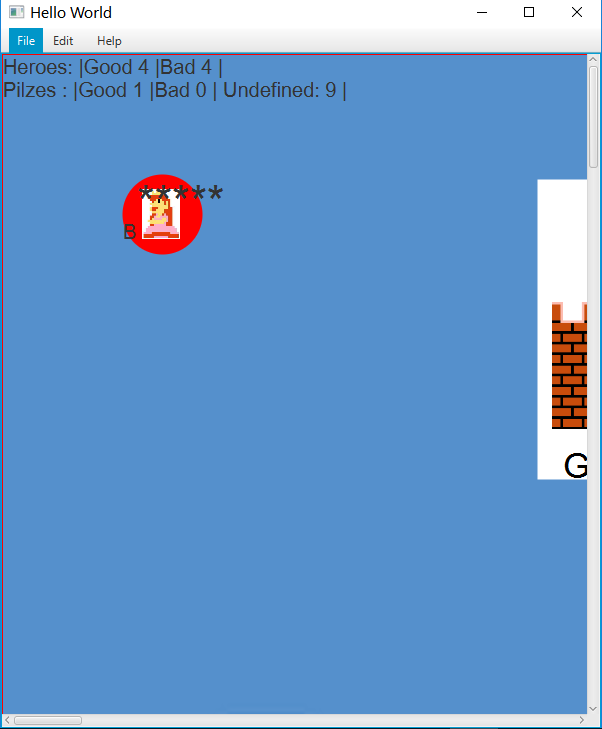 Hello World
File Edit Help
Heroes: |Good 4 |Bad 4 |
Pilzes : |Good 1 |Bad 0 | Undefined: 9 |
*****
B
G